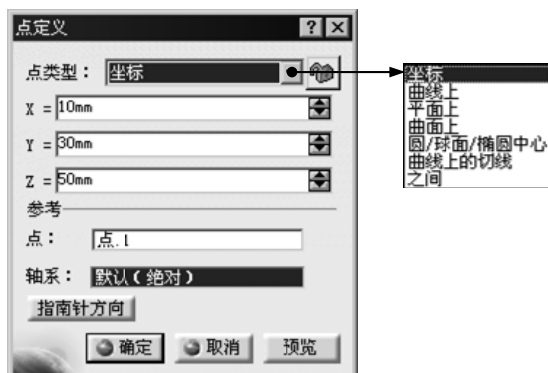 点定义
点类型： 坐标
X = 10mm
Y = 30mm
Z = 50mm
参考
点： 点.1
轴系： 默认(绝对)
指南针方向
确定 取消 预览
坐标
曲线上
平面上
曲面上
圆/球面/椭圆中心
曲线上的切线
之间